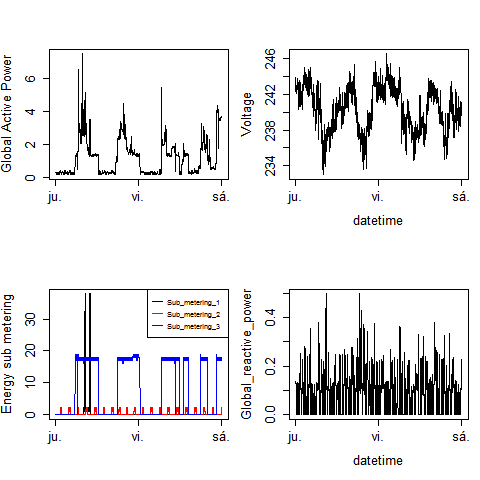 Global Active Power
0 2 4 6
ju. vi. sá.
Voltage
234 238 242 246
ju. vi. sá.
datetime
Energy sub metering
0 10 20 30
Sub_metering_1
Sub_metering_2
Sub_metering_3
ju. vi. sá.
Global_reactive_power
0.0 0.2 0.4
ju. vi. sá.
datetime